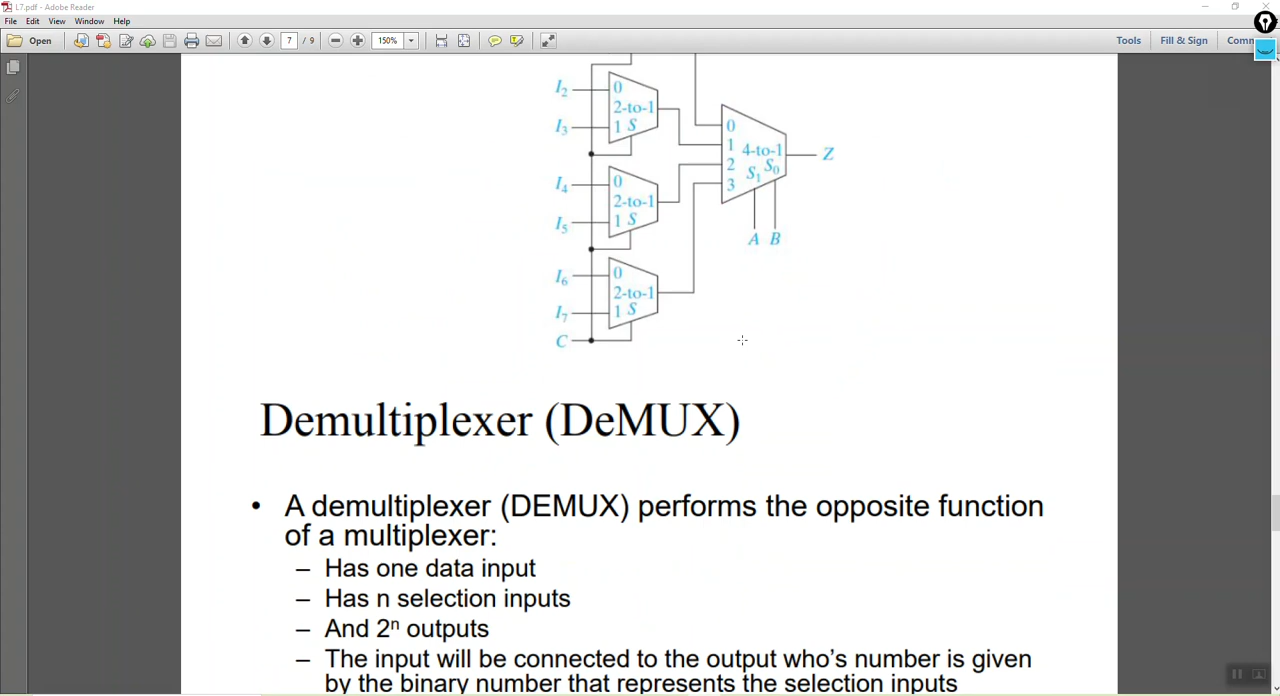 L7.pdf - Adobe Reader
File Edit View Window Help
Open 7 / 9 150% Tools Fill & Sign
I₂ 0
2-to-1
I₃ 1 S
0
1 4-to-1 Z
2 S₀
S₁
3
I₄ 0
2-to-1
I₅ 1 S
A B
I₆ 0
2-to-1
I₇ 1 S
C
Demultiplexer (DeMUX)
• A demultiplexer (DEMUX) performs the opposite function
of a multiplexer:
– Has one data input
– Has n selection inputs
– And 2ⁿ outputs
– The input will be connected to the output who's number is given
by the binary number that represents the selection inputs